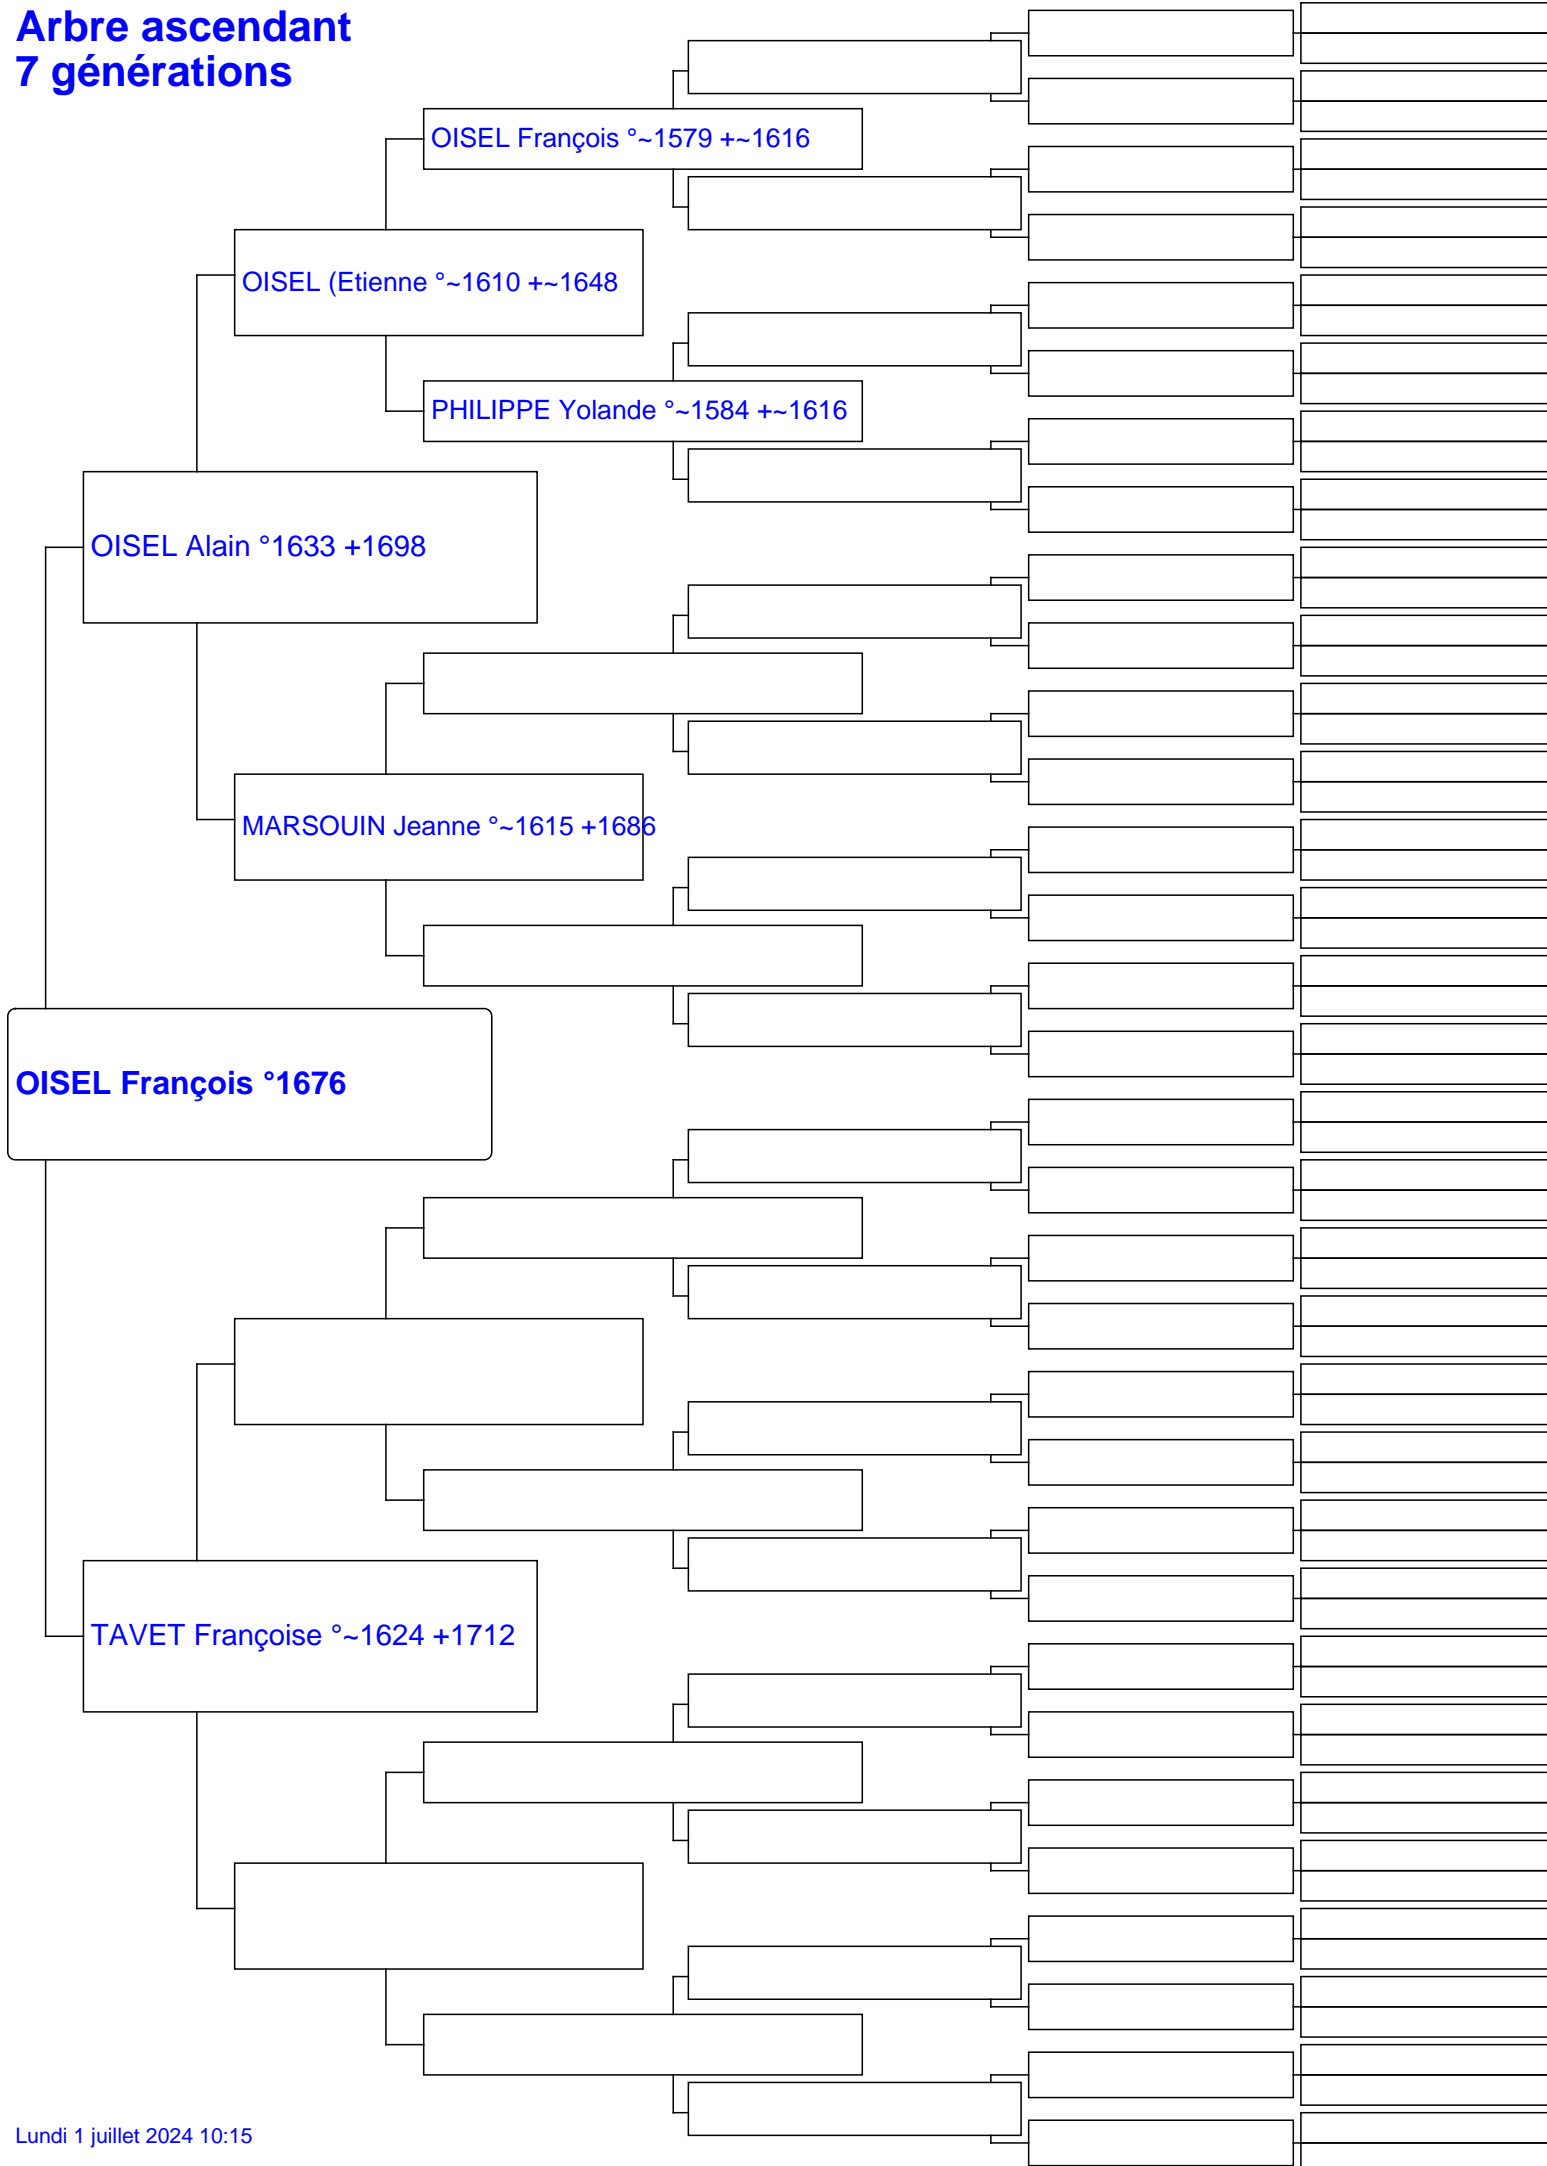 Arbre ascendant
7 générations
OISEL François °~1579 +~1616
OISEL (Etienne °~1610 +~1648
PHILIPPE Yolande °~1584 +~1616
OISEL Alain °1633 +1698
MARSOUIN Jeanne °~1615 +1686
OISEL François °1676
TAVET Françoise °~1624 +1712
Lundi 1 juillet 2024 10:15